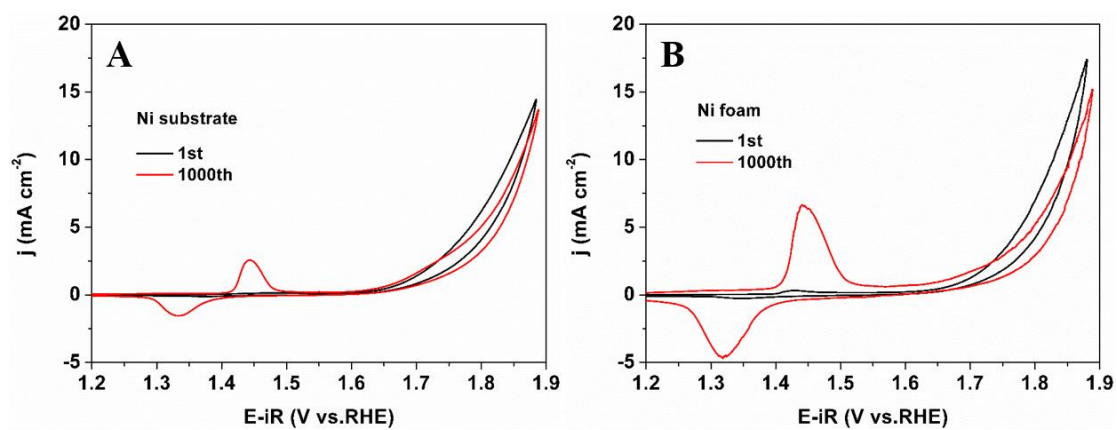 A
Ni substrate
1st
1000th
j (mA cm-2)
20
15
10
5
0
-5
1.2 1.3 1.4 1.5 1.6 1.7 1.8 1.9
E-iR (V vs.RHE)
B
Ni foam
1st
1000th
j (mA cm-2)
20
15
10
5
0
-5
1.2 1.3 1.4 1.5 1.6 1.7 1.8 1.9
E-iR (V vs.RHE)